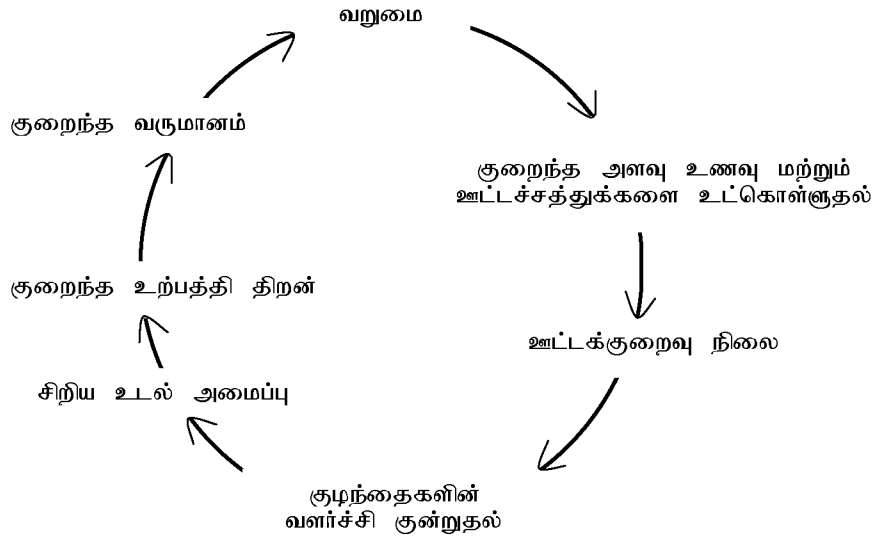 வறுமை
குறைந்த அளவு உணவு மற்றும்
ஊட்டச்சத்துக்களை உட்கொள்ளுதல்
ஊட்டக்குறைவு நிலை
குடிந்தைகளின்
வளர்ச்சி குன்றுதல்
சிறிய உடல் அமைப்பு
குறைந்த உற்பத்தி திறன்
குறைந்த வருமானம்